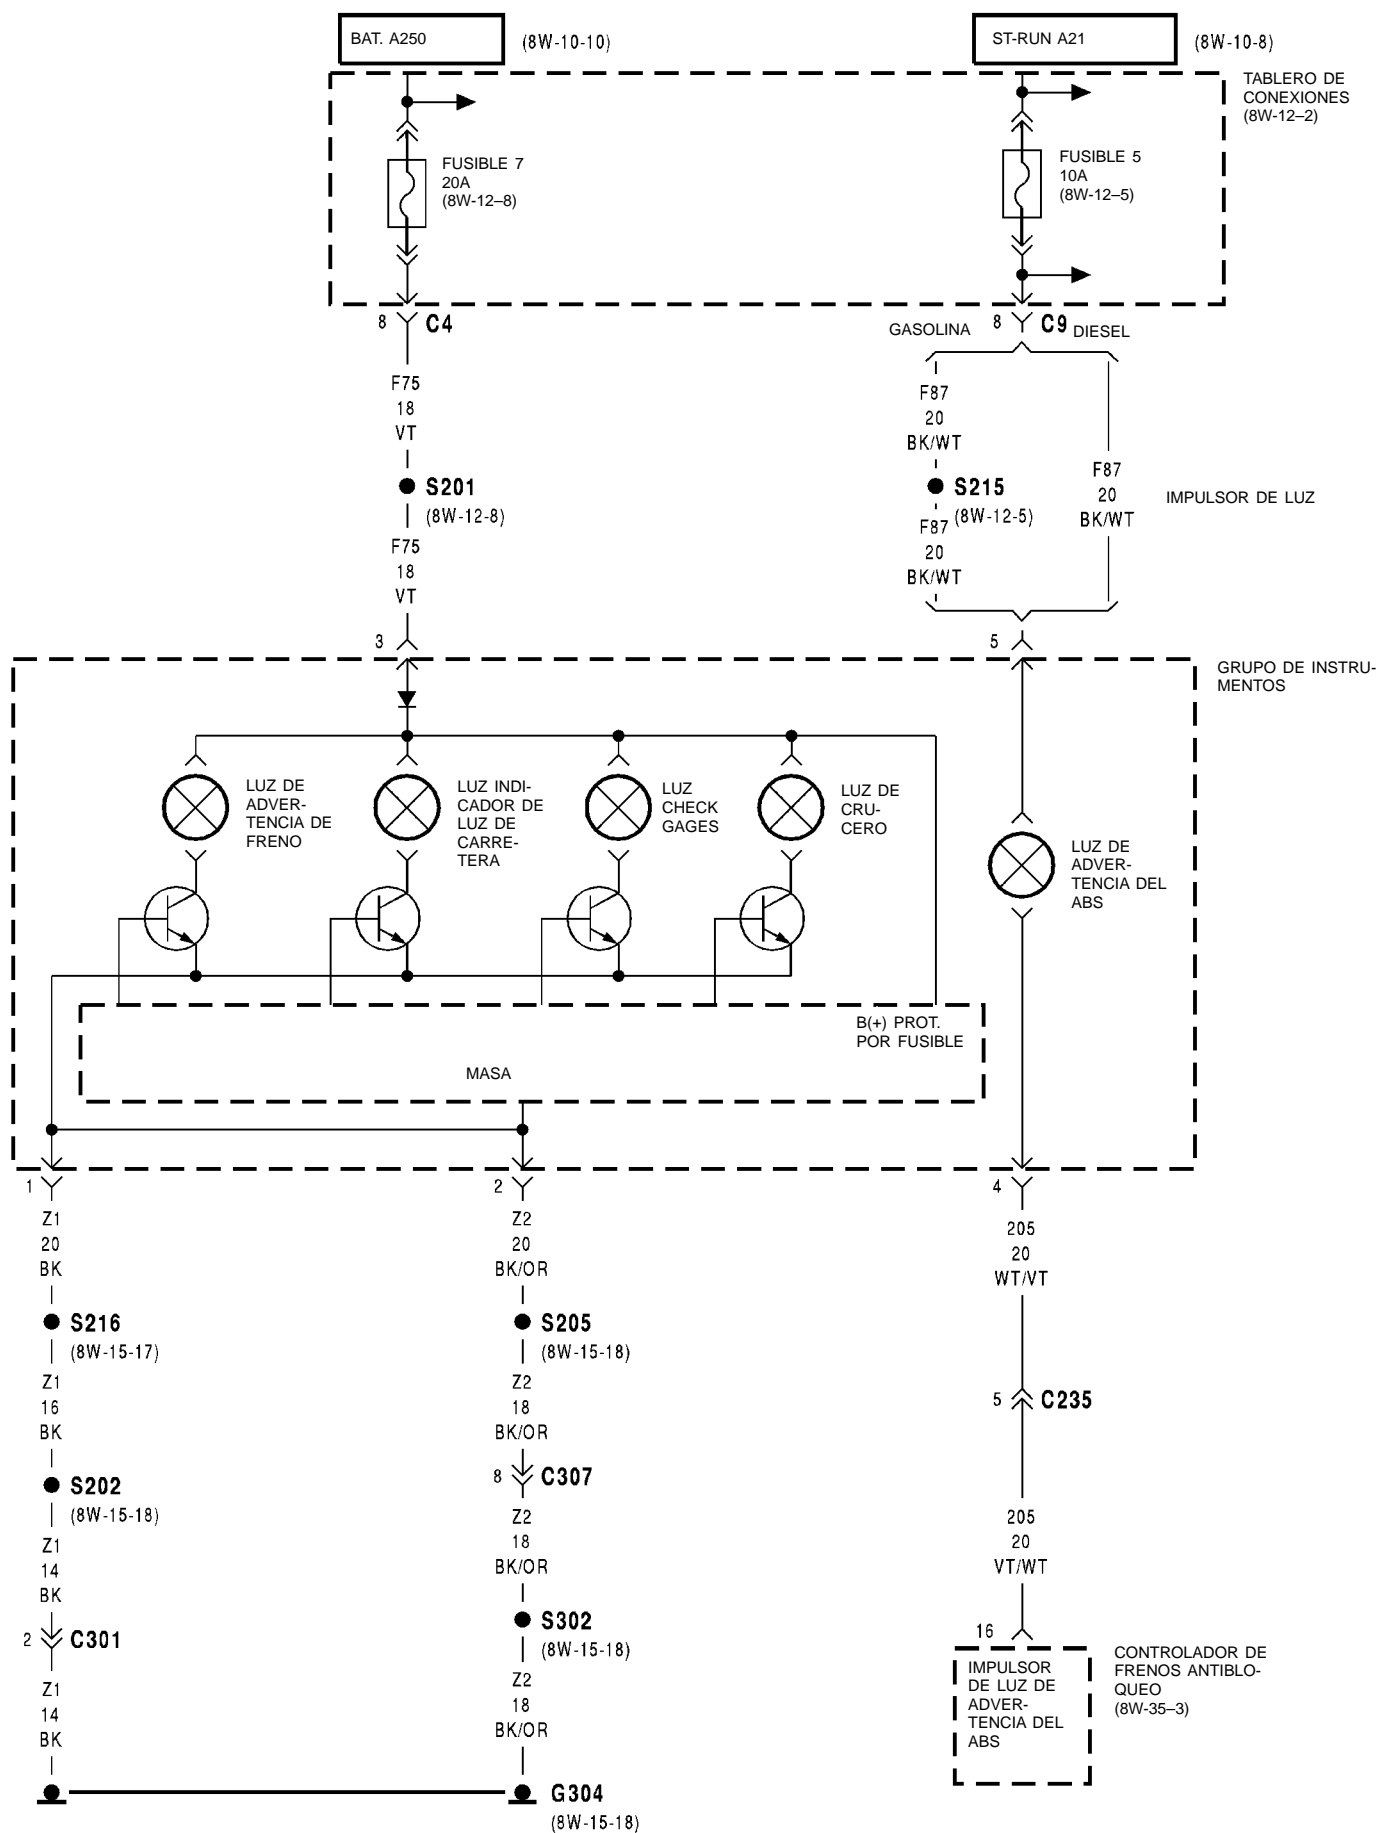 BAT. A250
(8W-10-10)
ST-RUN A21
(8W-10-8)
TABLERO DE
CONEXIONES
(8W-12–2)
FUSIBLE 7
20A
(8W-12–8)
FUSIBLE 5
10A
(8W-12–5)
8
C4
GASOLINA
8
C9
DIESEL
F75
18
VT
S201
(8W-12-8)
F75
18
VT
3
F87
20
BK/WT
S215
(8W-12-5)
F87
20
BK/WT
F87
20
BK/WT
IMPULSOR DE LUZ
5
GRUPO DE INSTRU-
MENTOS
LUZ DE
ADVER-
TENCIA DE
FRENO
LUZ INDI-
CADOR DE
LUZ DE
CARRE-
TERA
LUZ
CHECK
GAGES
LUZ DE
CRU-
CERO
LUZ DE
ADVER-
TENCIA DEL
ABS
B(+) PROT.
POR FUSIBLE
MASA
1
2
4
Z1
20
BK
S216
(8W-15-17)
Z1
16
BK
S202
(8W-15-18)
Z1
14
BK
2
C301
Z1
14
BK
Z2
20
BK/OR
S205
(8W-15-18)
Z2
18
BK/OR
8
C307
Z2
18
BK/OR
S302
(8W-15-18)
Z2
18
BK/OR
G304
(8W-15-18)
205
20
WT/VT
5
C235
205
20
VT/WT
16
IMPULSOR
DE LUZ DE
ADVER-
TENCIA DEL
ABS
CONTROLADOR DE
FRENOS ANTIBLO-
QUEO
(8W-35–3)